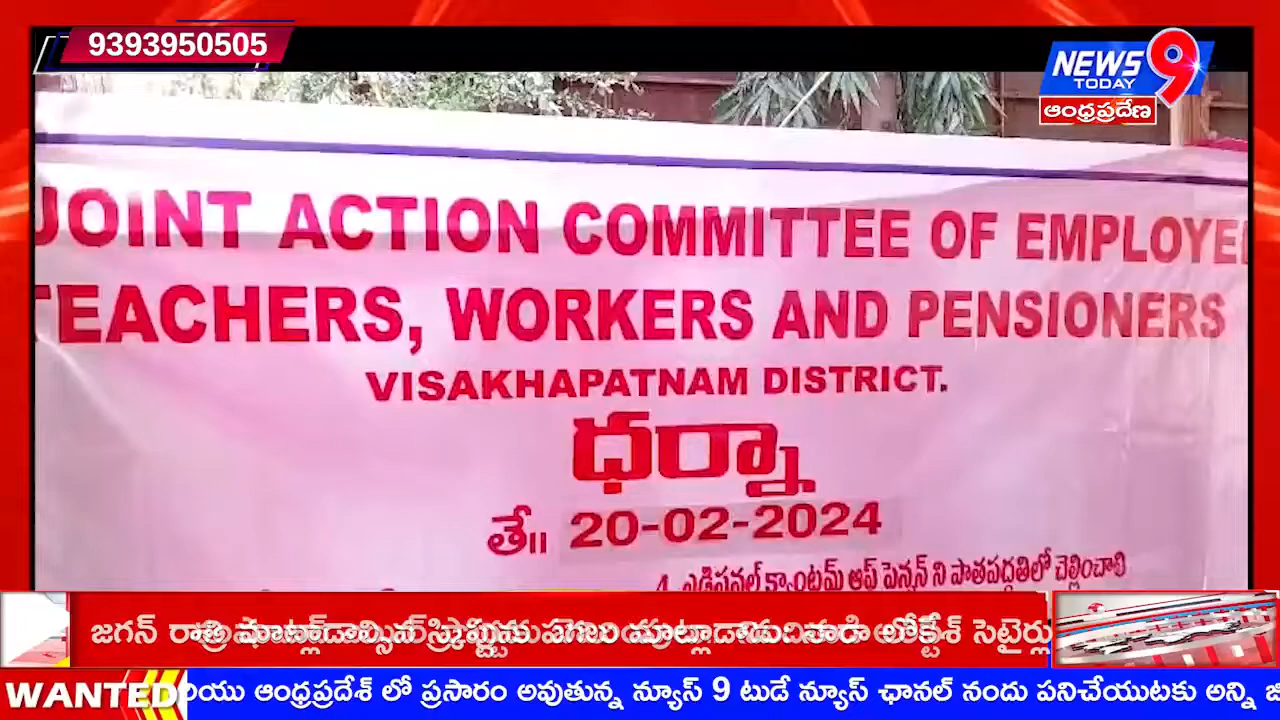 9393950505
NEWS 9
TODAY
ఆంధ్రప్రదేశ
JOINT ACTION COMMITTEE OF EMPLOYE
TEACHERS, WORKERS AND PENSIONERS
VISAKHAPATNAM DISTRICT.
ధర్నా
తే॥ 20-02-2024
4. ఎడిషనల్ క్వాంటమ్ ఆఫ్ పెన్షన్ ని పాతపద్దతిలో చెల్లించాలి
జగన్ రాత్రి సెటైర్లు
WANTED
రియు ఆంధ్రప్రదేశ్ లో ప్రసారం అవుతున్న న్యూస్ 9 టుడే న్యూస్ ఛానల్ నందు పనిచేయుటకు అన్ని జి